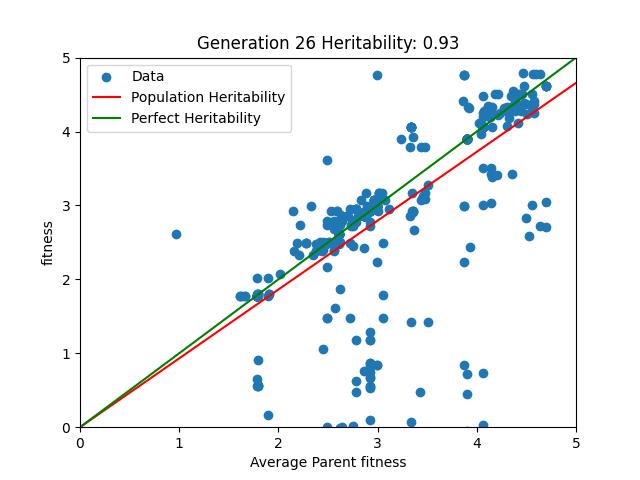 Generation 26 Heritability: 0.93
5
4
3
2
1
0
fitness
Data
Population Heritability
Perfect Heritability
0 1 2 3 4 5
Average Parent fitness